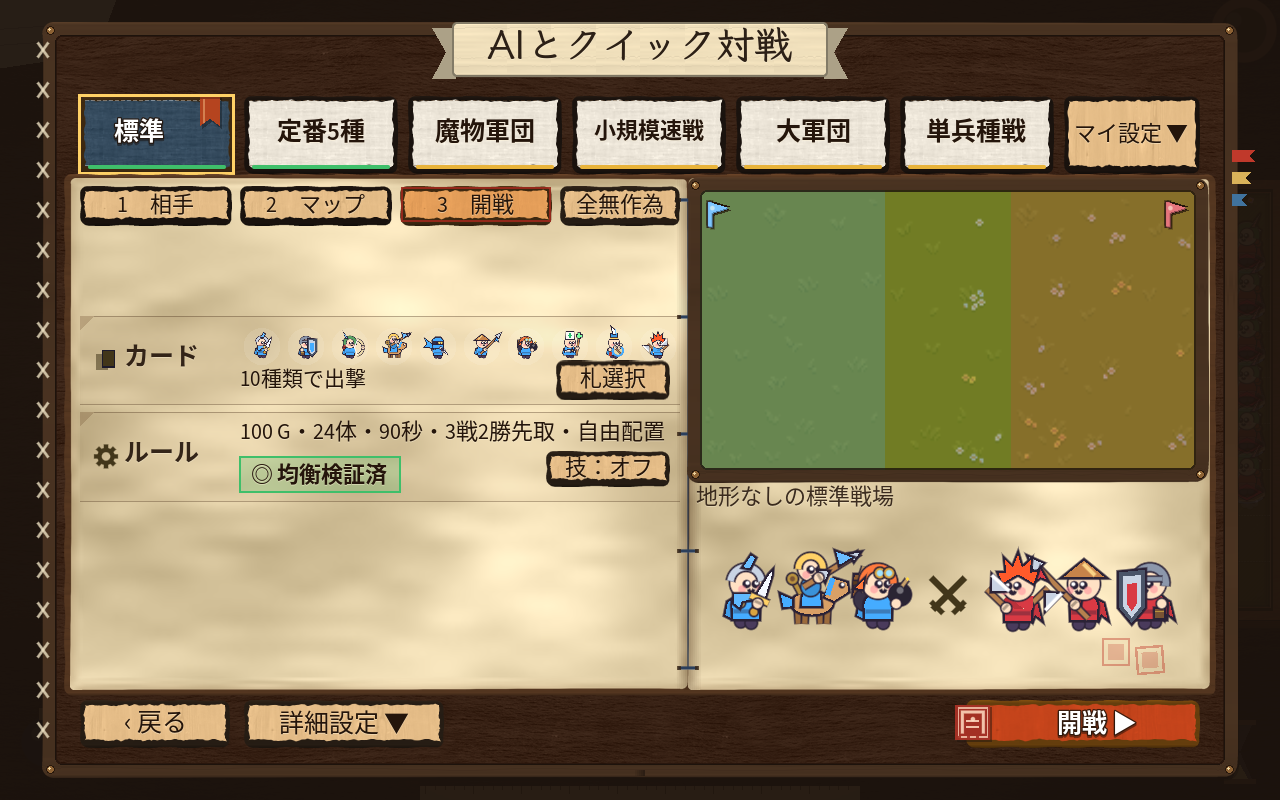 AIとクイック対戦
標準
定番5種
魔物軍団
小規模速戦
大軍団
単兵種戦
マイ設定▼
1 相手
2 マップ
3 開戦
全無作為
カード
10種類で出撃
札選択
ルール
100 G・24体・90秒・3戦2勝先取・自由配置
◎ 均衡検証済
技：オフ
地形なしの標準戦場
‹ 戻る
詳細設定 ▼
開戦 ▶